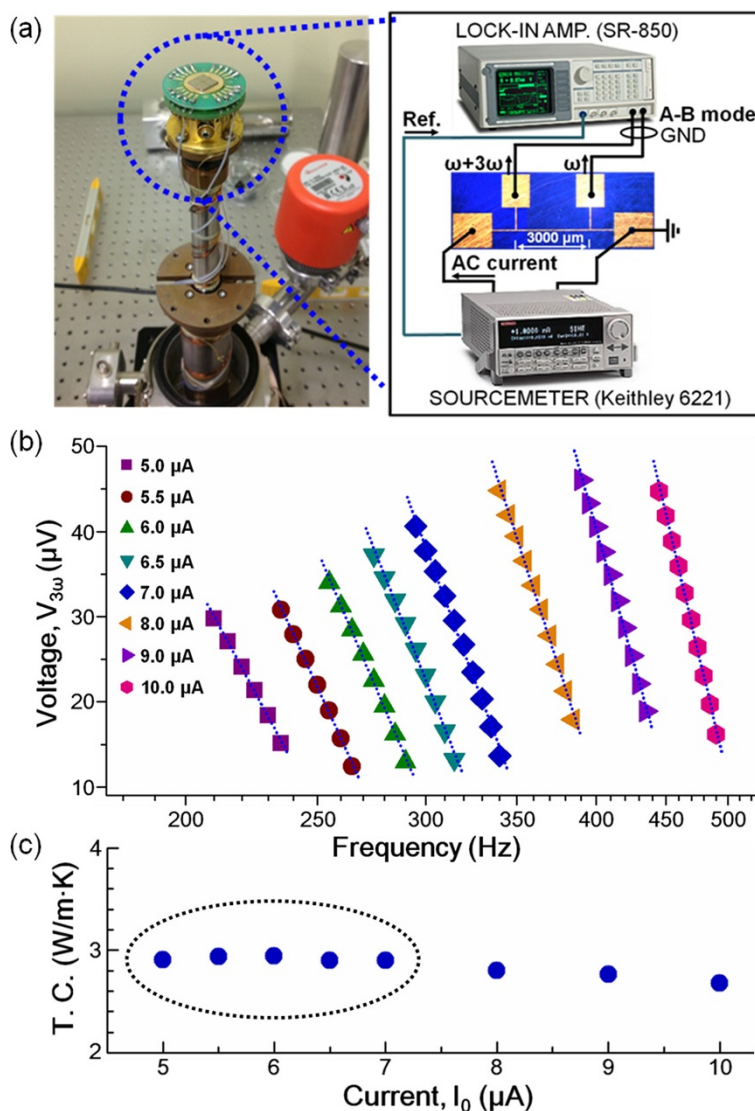 (a)
LOCK-IN AMP. (SR-850)
Ref.
A-B mode
GND
ω+3ω
ω
3000 µm
AC current
SOURCEMETER (Keithley 6221)
(b)
50
40
30
20
10
Voltage, V3ω (µV)
5.0 µA
5.5 µA
6.0 µA
6.5 µA
7.0 µA
8.0 µA
9.0 µA
10.0 µA
200 250 300 350 400 450 500
Frequency (Hz)
(c)
4
3
2
T. C. (W/m·K)
5 6 7 8 9 10
Current, I0 (µA)